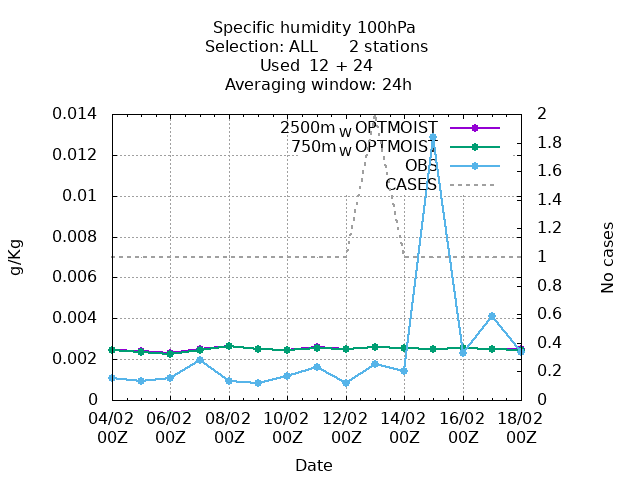 Specific humidity 100hPa
Selection: ALL      2 stations
Used  12 + 24
Averaging window: 24h
2500m_W OPTMOIST
750m_W OPTMOIST
OBS
CASES
g/Kg
0.014
0.012
0.01
0.008
0.006
0.004
0.002
0
2
1.8
1.6
1.4
1.2
1
0.8
0.6
0.4
0.2
0
No cases
04/02 06/02 08/02 10/02 12/02 14/02 16/02 18/02
00Z 00Z 00Z 00Z 00Z 00Z 00Z 00Z
Date